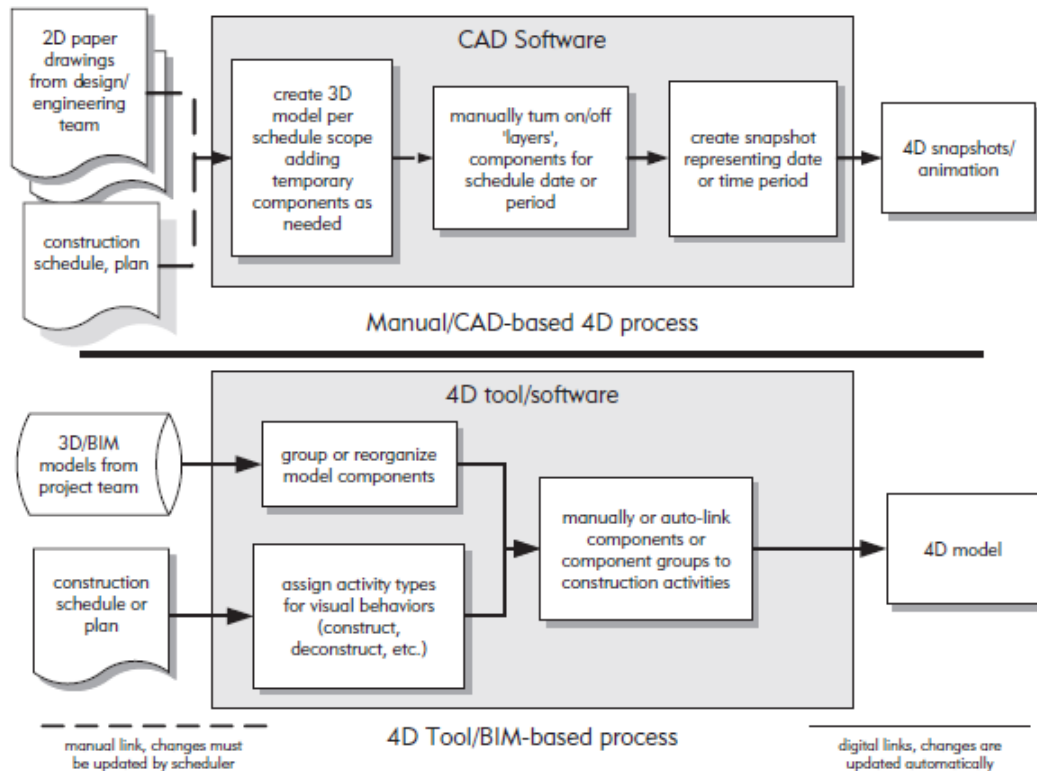 2D paper
drawings
from design/
engineering
team
construction
schedule, plan
CAD Software
create 3D
model per
schedule scope
adding
temporary
components as
needed
manually turn on/off
'layers',
components for
schedule date or
period
create snapshot
representing date
or time period
4D snapshots/
animation
Manual/CAD-based 4D process
4D tool/software
3D/BIM
models from
project team
group or reorganize
model components
construction
schedule or
plan
assign activity types
for visual behaviors
(construct,
deconstruct, etc.)
manually or auto-link
components or
component groups to
construction activities
4D model
manual link, changes must
be updated by scheduler
4D Tool/BIM-based process
digital links, changes are
updated automatically